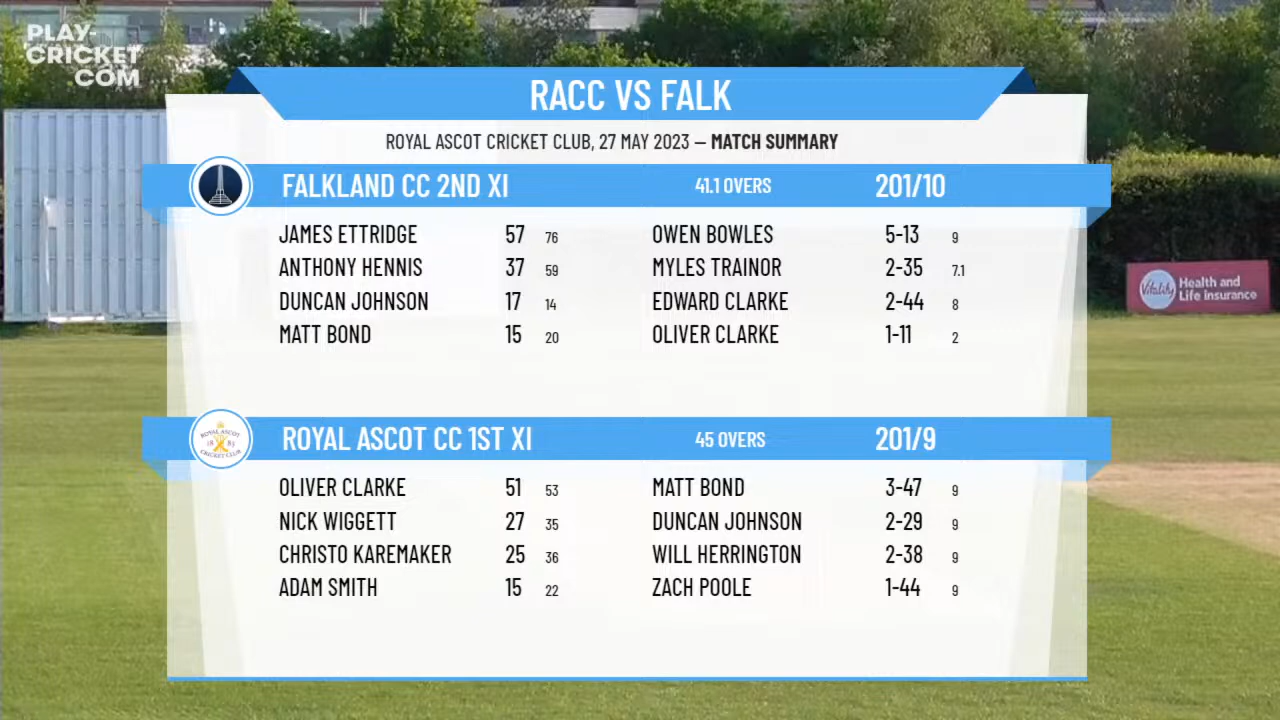 PLAY-
CRICKET
COM
RACC VS FALK
ROYAL ASCOT CRICKET CLUB, 27 MAY 2023 – MATCH SUMMARY
FALKLAND CC 2ND XI 41.1 OVERS 201/10
JAMES ETTRIDGE 57 76 OWEN BOWLES 5-13 9
ANTHONY HENNIS 37 59 MYLES TRAINOR 2-35 7.1
DUNCAN JOHNSON 17 14 EDWARD CLARKE 2-44 8
MATT BOND 15 20 OLIVER CLARKE 1-11 2
Vitality Health and
Life insurance
ROYAL ASCOT
CRICKET CLUB
ROYAL ASCOT CC 1ST XI 45 OVERS 201/9
OLIVER CLARKE 51 53 MATT BOND 3-47 9
NICK WIGGETT 27 35 DUNCAN JOHNSON 2-29 9
CHRISTO KAREMAKER 25 36 WILL HERRINGTON 2-38 9
ADAM SMITH 15 22 ZACH POOLE 1-44 9